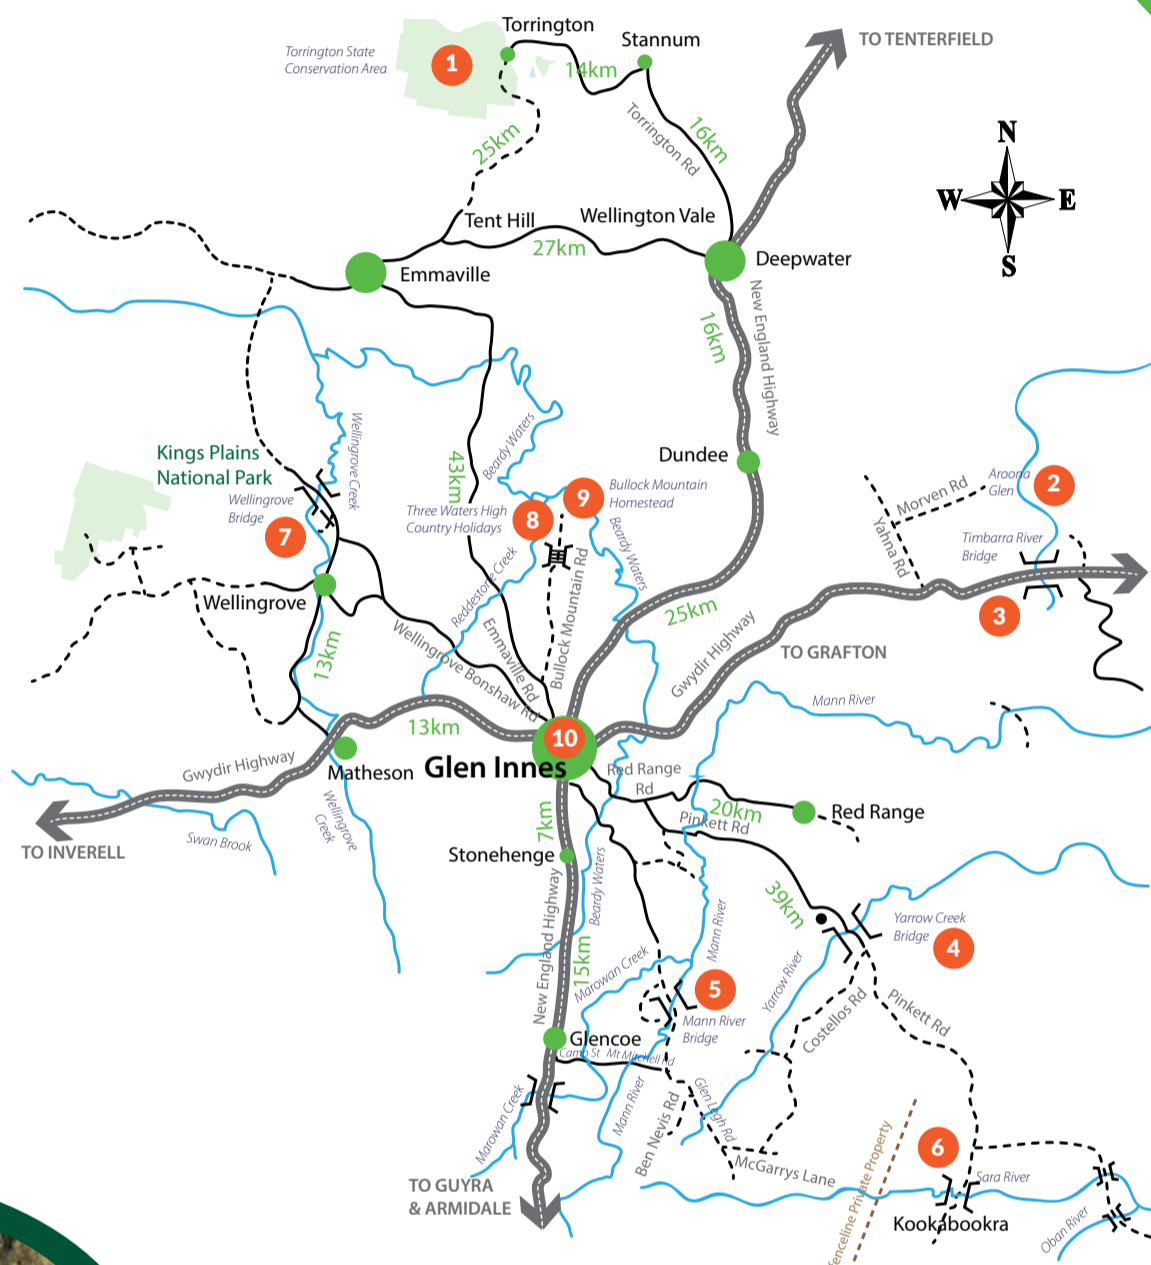 Torrington
Stannum
TO TENTERFIELD
Torrington State
Conservation Area
1
14km
25km
Torrington Rd
16km
N
W
E
S
Tent Hill
Wellington Vale
27km
Emmaville
Deepwater
New England Highway
16km
Kings Plains
National Park
Wellingrove Creek
Wellingrove
Bridge
7
43km
Beardy Waters
Dundee
Three Waters High
Country Holidays
8
9
Bullock Mountain
Homestead
Beardy Waters
Morven Rd
Yahna Rd
Aroona
Glen
2
Timbarra River
Bridge
3
Wellingrove
Reddestone Creek
Bullock Mountain Rd
Emmaville Rd
Wellingrove Bonshaw Rd
25km
Gwydir Highway
TO GRAFTON
13km
13km
Mann River
10
Glen Innes
Gwydir Highway
Matheson
Wellingrove
Creek
TO INVERELL
Swan Brook
Red Range
Rd
20km
Red Range
Pinkett Rd
7km
Stonehenge
New England Highway
Beardy Waters
15km
39km
Mann River
Yarrow Creek
Bridge
4
Marowan Creek
5
Mann River
Bridge
Yarrow River
Costellos Rd
Pinkett Rd
Glencoe
Camp St
Mt Mitchell Rd
Marowan Creek
Mann River
Ben Nevis Rd
Glen Legh Rd
McGarrys Lane
TO GUYRA
& ARMIDALE
Fenceline Private Property
6
Sara River
Kookabookra
Oban River